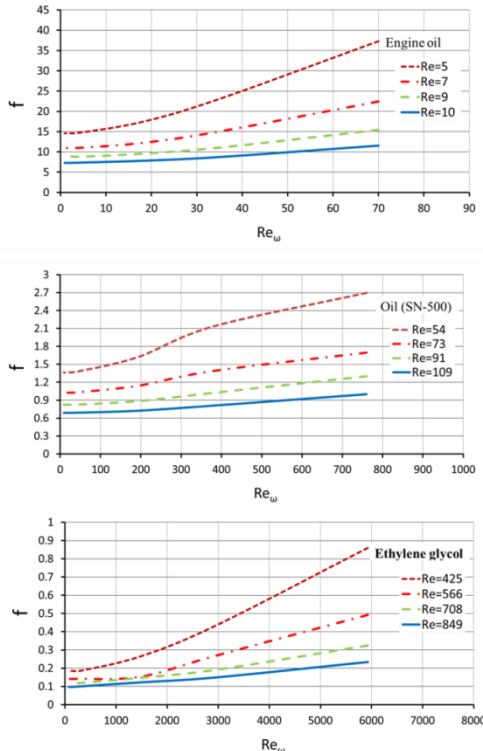 45
40
35
30
25
20
15
10
5
0
f
Engine oil
Re=5
Re=7
Re=9
Re=10
0 10 20 30 40 50 60 70 80 90
Reω
3
2.7
2.4
2.1
1.8
1.5
1.2
0.9
0.6
0.3
0
f
Oil (SN-500)
Re=54
Re=73
Re=91
Re=109
0 100 200 300 400 500 600 700 800 900 1000
Reω
1
0.9
0.8
0.7
0.6
0.5
0.4
0.3
0.2
0.1
0
f
Ethylene glycol
Re=425
Re=566
Re=708
Re=849
0 1000 2000 3000 4000 5000 6000 7000 8000
Reω